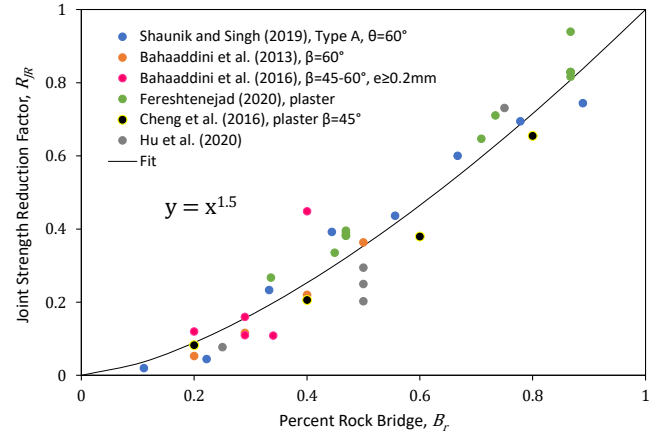 Joint Strength Reduction Factor, R_JR
1
0.8
0.6
0.4
0.2
0
Shaunik and Singh (2019), Type A, θ=60°
Bahaaddini et al. (2013), β=60°
Bahaaddini et al. (2016), β=45-60°, e≥0.2mm
Fereshtenejad (2020), plaster
Cheng et al. (2016), plaster β=45°
Hu et al. (2020)
Fit
y = x^1.5
0 0.2 0.4 0.6 0.8 1
Percent Rock Bridge, B_r